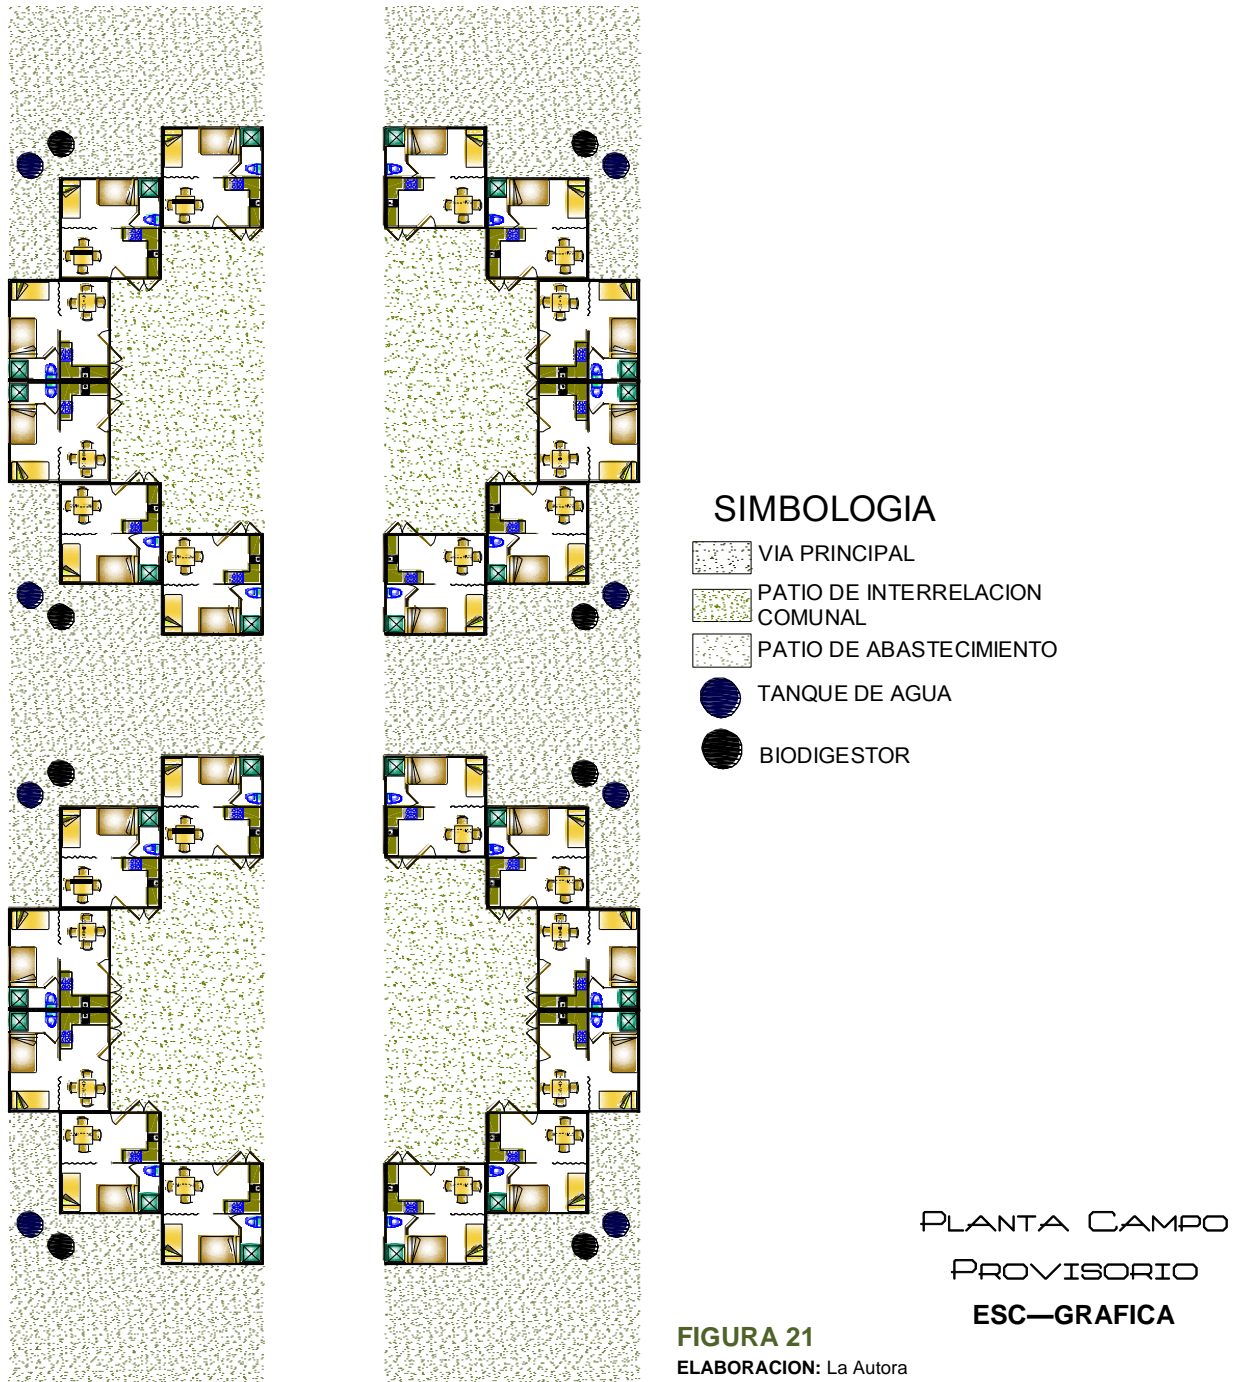 SIMBOLOGIA
VIA PRINCIPAL
PATIO DE INTERRELACION
COMUNAL
PATIO DE ABASTECIMIENTO
TANQUE DE AGUA
BIODIGESTOR
PLANTA CAMPO
PROVISORIO
ESC—GRAFICA
FIGURA 21
ELABORACION: La Autora